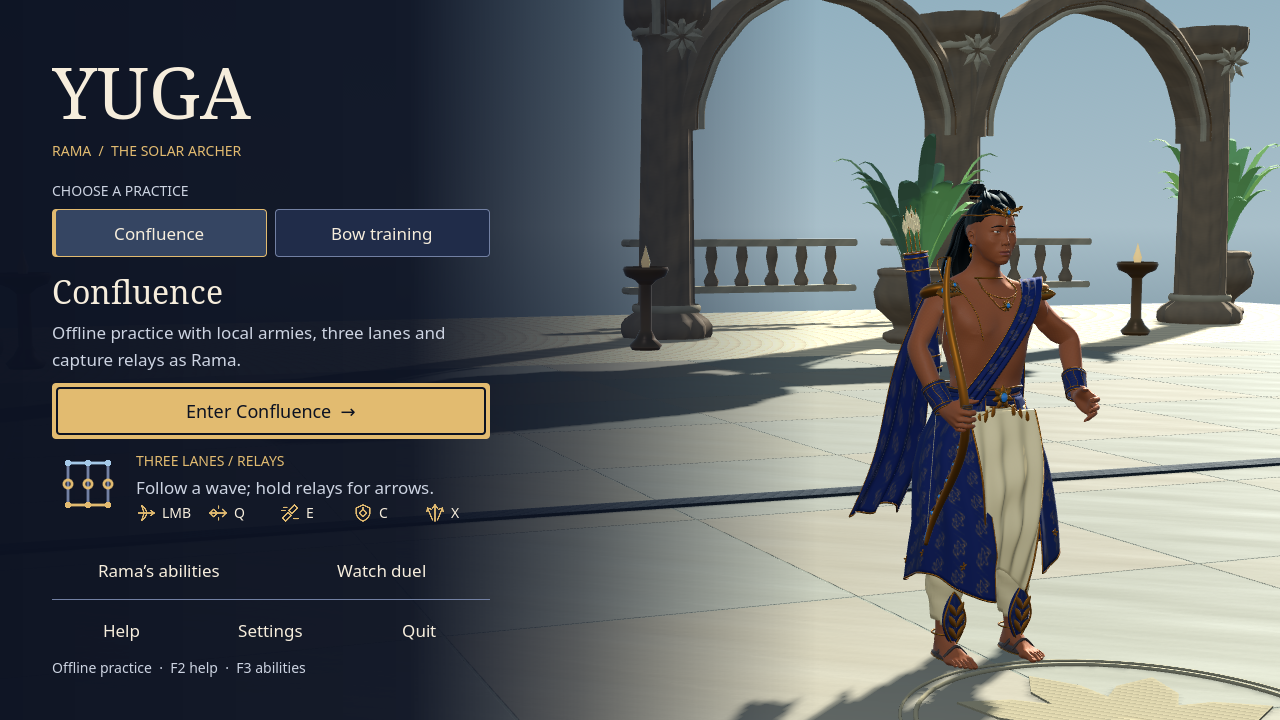 YUGA
RAMA / THE SOLAR ARCHER
CHOOSE A PRACTICE
Confluence
Bow training
Confluence
Offline practice with local armies, three lanes and
capture relays as Rama.
Enter Confluence →
THREE LANES / RELAYS
Follow a wave; hold relays for arrows.
LMB Q E C X
Rama’s abilities
Watch duel
Help
Settings
Quit
Offline practice · F2 help · F3 abilities